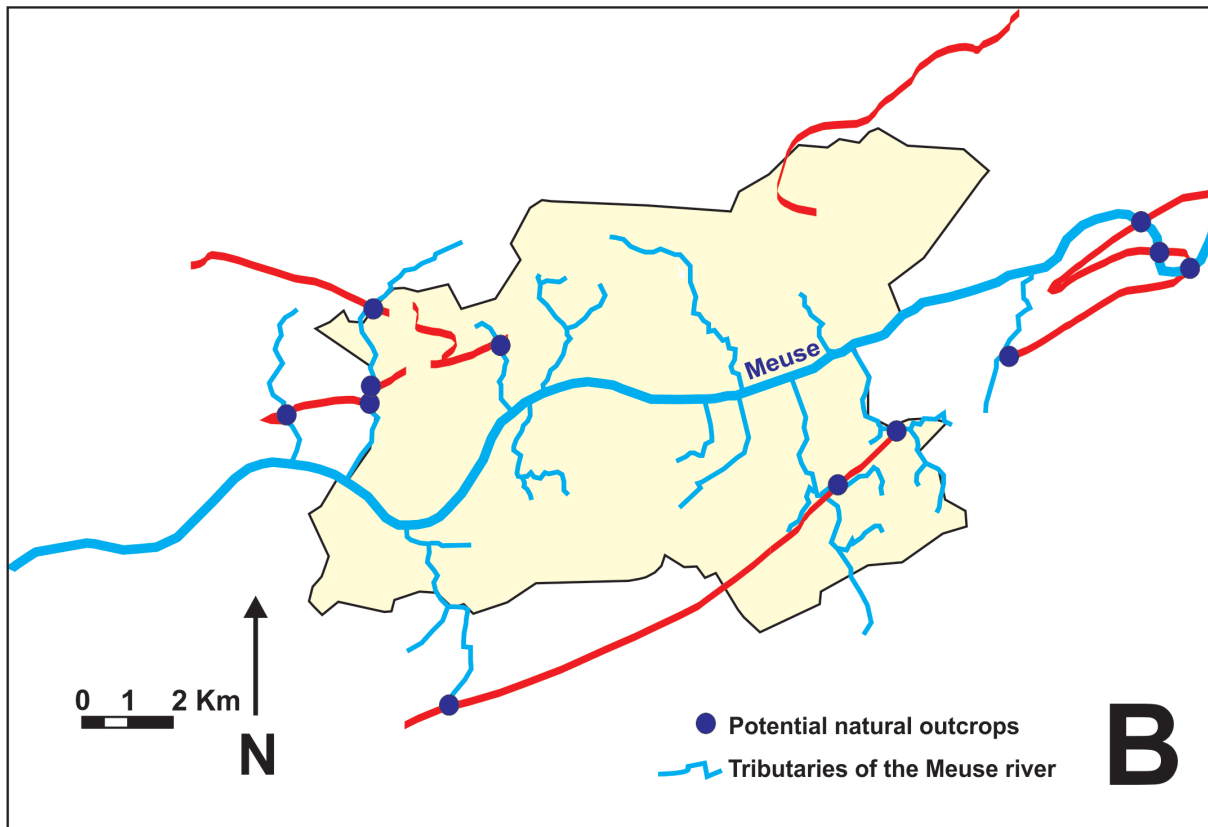 Meuse
0 1 2 Km
N
Potential natural outcrops
Tributaries of the Meuse river
B